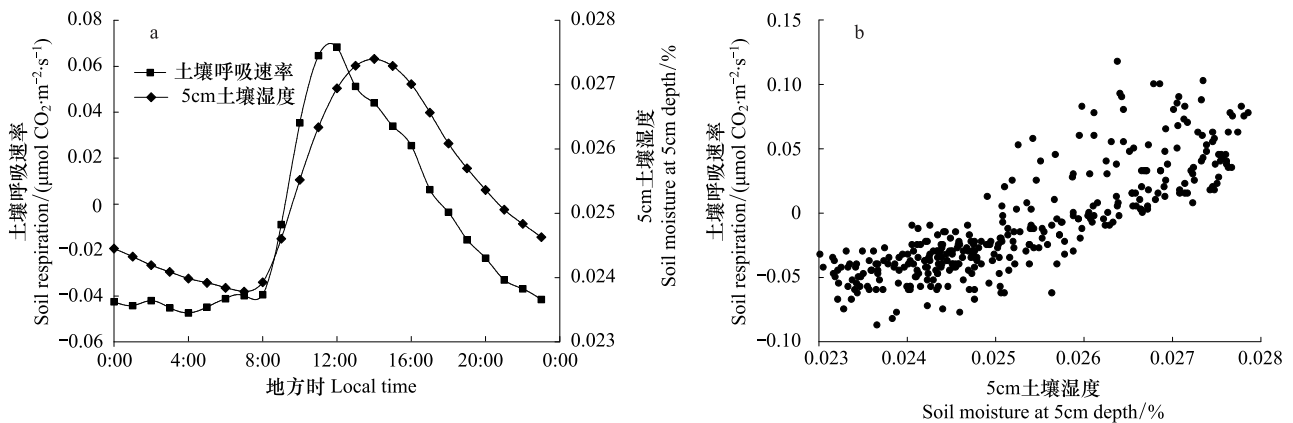 a
土壤呼吸速率
5cm土壤湿度
土壤呼吸速率
Soil respiration/(μmol CO₂·m⁻²·s⁻¹)
0.08
0.06
0.04
0.02
0
−0.02
−0.04
−0.06
0.028
0.027
0.026
0.025
0.024
0.023
5cm土壤湿度
Soil moisture at 5cm depth/%
0:00 4:00 8:00 12:00 16:00 20:00 0:00
地方时 Local time
b
土壤呼吸速率
Soil respiration/(μmol CO₂·m⁻²·s⁻¹)
0.15
0.10
0.05
0
−0.05
−0.10
0.023 0.024 0.025 0.026 0.027 0.028
5cm土壤湿度
Soil moisture at 5cm depth/%